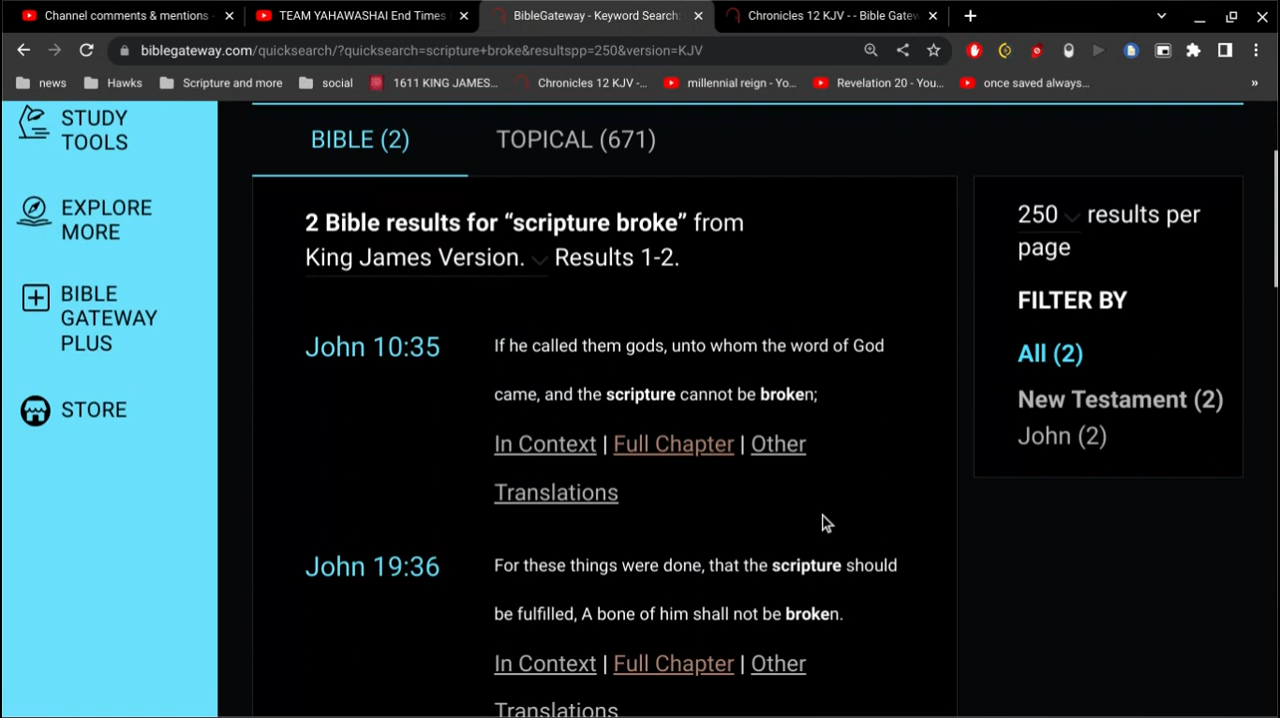 Channel comments & mentions
TEAM YAHAWASHAI End Times
BibleGateway - Keyword Search:
Chronicles 12 KJV - - Bible Gatew
biblegateway.com/quicksearch/?quicksearch=scripture+broke&resultspp=250&version=KJV
news
Hawks
Scripture and more
social
1611 KING JAMES...
Chronicles 12 KJV -...
millennial reign - Yo...
Revelation 20 - You...
once saved always...
»
STUDY
TOOLS
EXPLORE
MORE
BIBLE
GATEWAY
PLUS
STORE
BIBLE (2)
TOPICAL (671)
2 Bible results for “scripture broke” from
King James Version. Results 1-2.
John 10:35
If he called them gods, unto whom the word of God
came, and the scripture cannot be broken;
In Context | Full Chapter | Other
Translations
John 19:36
For these things were done, that the scripture should
be fulfilled, A bone of him shall not be broken.
In Context | Full Chapter | Other
Translations
250 results per
page
FILTER BY
All (2)
New Testament (2)
John (2)